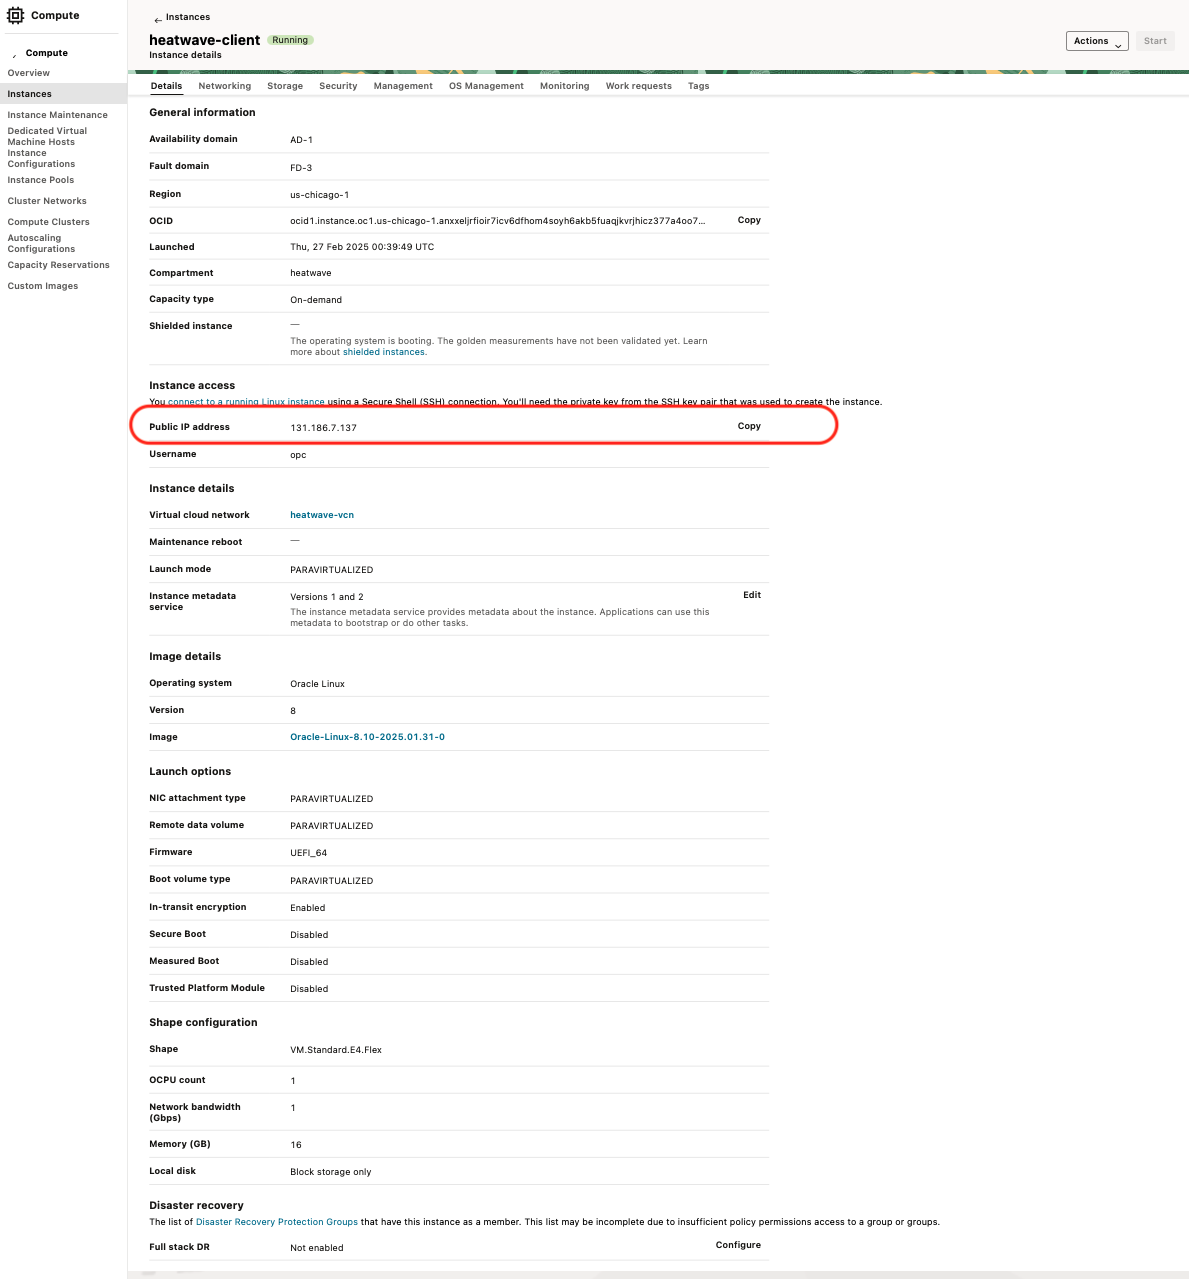 Compute
Compute
Overview
Instances
Instance Maintenance
Dedicated Virtual
Machine Hosts
Instance
Configurations
Instance Pools
Cluster Networks
Compute Clusters
Autoscaling
Configurations
Capacity Reservations
Custom Images
← Instances
heatwave-client Running
Instance details
Actions
Start
Details Networking Storage Security Management OS Management Monitoring Work requests Tags
General information
Availability domain AD-1
Fault domain FD-3
Region us-chicago-1
OCID ocid1.instance.oc1.us-chicago-1.anxxeljrfioir7icv6dfhom4soyh6akb5fuaqjkvrjhicz377a4oo7... Copy
Launched Thu, 27 Feb 2025 00:39:49 UTC
Compartment heatwave
Capacity type On-demand
Shielded instance —
The operating system is booting. The golden measurements have not been validated yet. Learn
more about shielded instances.
Instance access
You connect to a running Linux instance using a Secure Shell (SSH) connection. You'll need the private key from the SSH key pair that was used to create the instance.
Public IP address 131.186.7.137 Copy
Username opc
Instance details
Virtual cloud network heatwave-vcn
Maintenance reboot —
Launch mode PARAVIRTUALIZED
Instance metadata
service
Versions 1 and 2 Edit
The instance metadata service provides metadata about the instance. Applications can use this
metadata to bootstrap or do other tasks.
Image details
Operating system Oracle Linux
Version 8
Image Oracle-Linux-8.10-2025.01.31-0
Launch options
NIC attachment type PARAVIRTUALIZED
Remote data volume PARAVIRTUALIZED
Firmware UEFI_64
Boot volume type PARAVIRTUALIZED
In-transit encryption Enabled
Secure Boot Disabled
Measured Boot Disabled
Trusted Platform Module Disabled
Shape configuration
Shape VM.Standard.E4.Flex
OCPU count 1
Network bandwidth
(Gbps)
1
Memory (GB) 16
Local disk Block storage only
Disaster recovery
The list of Disaster Recovery Protection Groups that have this instance as a member. This list may be incomplete due to insufficient policy permissions access to a group or groups.
Full stack DR Not enabled Configure